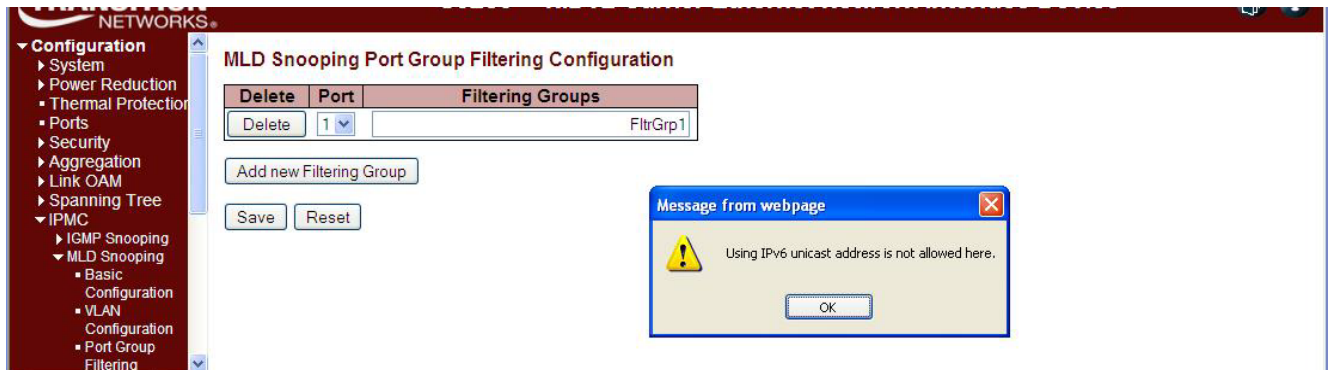 NETWORKS®
Configuration
System
Power Reduction
Thermal Protection
Ports
Security
Aggregation
Link OAM
Spanning Tree
IPMC
IGMP Snooping
MLD Snooping
Basic
Configuration
VLAN
Configuration
Port Group
Filtering
MLD Snooping Port Group Filtering Configuration
Delete Port Filtering Groups
Delete 1 FltrGrp1
Add new Filtering Group
Save Reset
Message from webpage
Using IPv6 unicast address is not allowed here.
OK